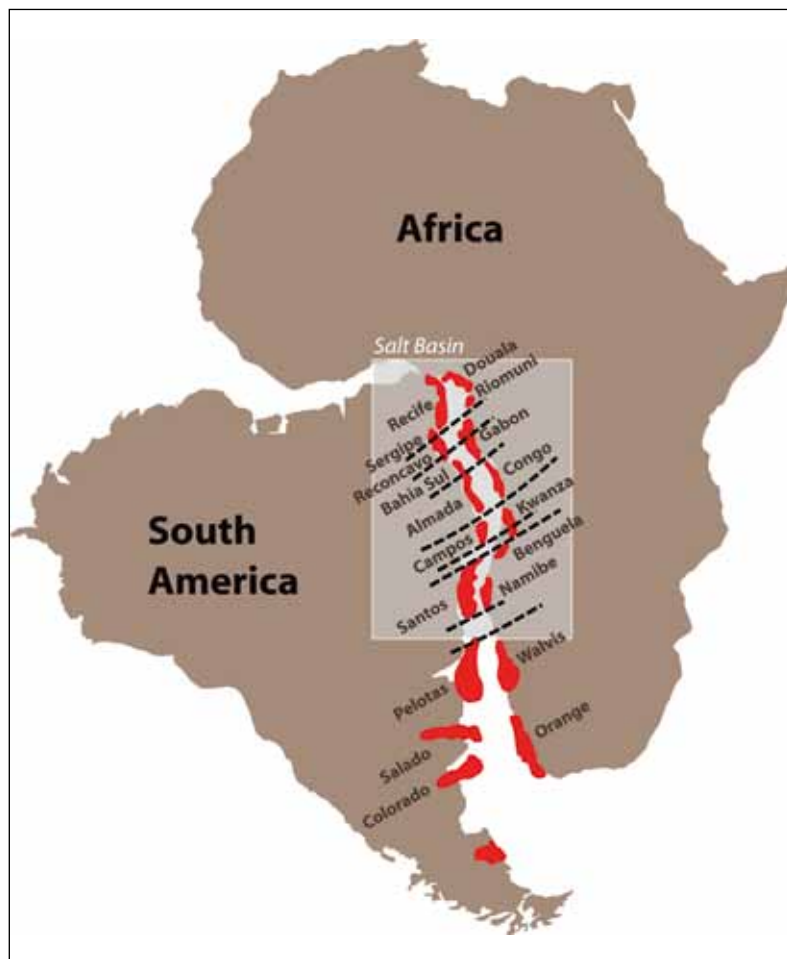 Africa
Salt Basin
Douala
Riomuni
Recife
Gabon
Sergipe
Reconcavo
Bahia Sul
Congo
Almada
Kwanza
Campos
Benguela
South
America
Namibe
Santos
Walvis
Pelotas
Orange
Salado
Colorado